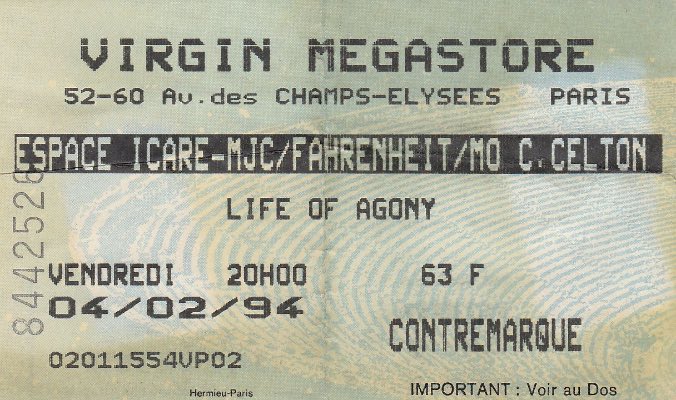 VIRGIN MEGASTORE
52-60 Av.des CHAMPS-ELYSEES PARIS
ESPACE ICARE-MJC/FAHRENHEIT/MO C.CELTON
LIFE OF AGONY
8442526
VENDREDI 20H00 63 F
04/02/94
CONTREMARQUE
02011554VP02
Hermieu-Paris
IMPORTANT : Voir au Dos